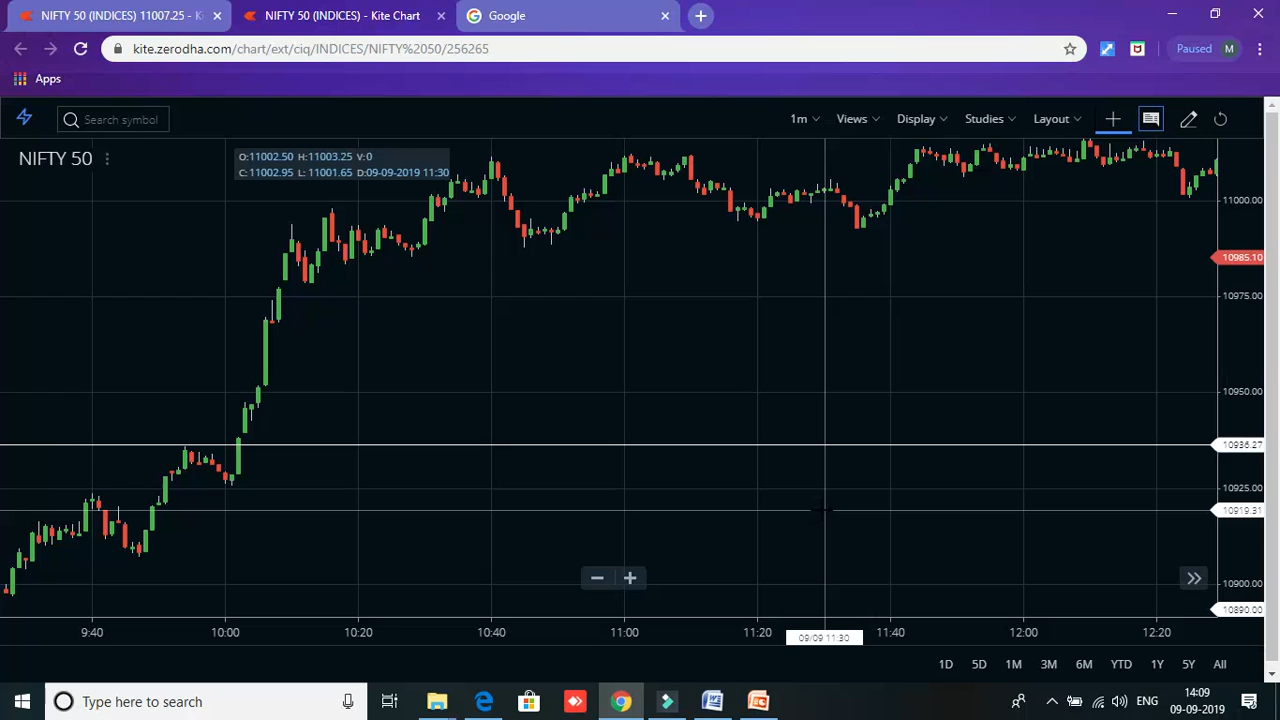 NIFTY 50 (INDICES) 11007.25 - Ki
NIFTY 50 (INDICES) - Kite Chart
Google
kite.zerodha.com/chart/ext/ciq/INDICES/NIFTY%2050/256265
Paused M
Apps
Search symbol
1m Views Display Studies Layout
NIFTY 50
O:11002.50 H:11003.25 V:0
C:11002.95 L: 11001.65 D:09-09-2019 11:30
11000.00
10985.10
10975.00
10950.00
10936.27
10925.00
10919.31
10900.00
10890.00
9:40 10:00 10:20 10:40 11:00 11:20 09/09 11:30 11:40 12:00 12:20
1D 5D 1M 3M 6M YTD 1Y 5Y All
Type here to search
ENG
14:09
09-09-2019